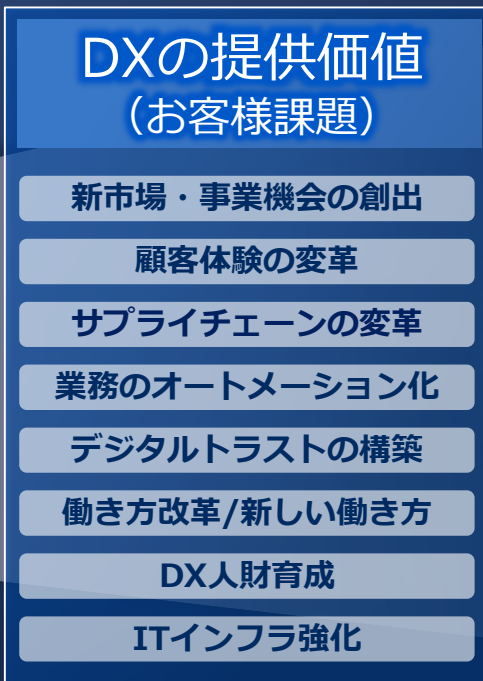 DXの提供価値
（お客様課題）
新市場・事業機会の創出
顧客体験の変革
サプライチェーンの変革
業務のオートメーション化
デジタルトラストの構築
働き方改革/新しい働き方
DX人財育成
ITインフラ強化